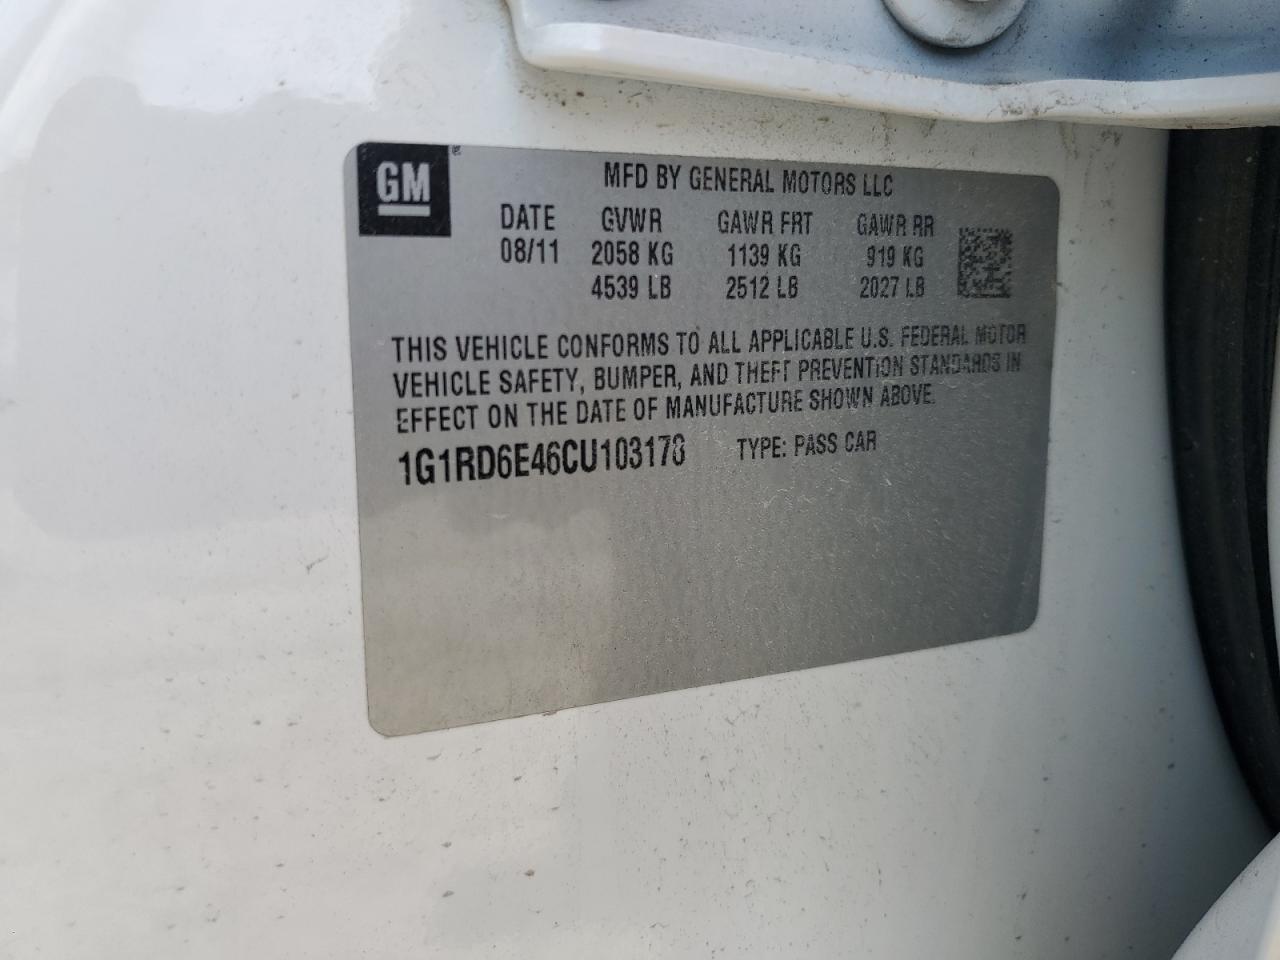 GM
MFD BY GENERAL MOTORS LLC
DATE GVWR GAWR FRT GAWR RR
08/11 2058 KG 1139 KG 919 KG
4539 LB 2512 LB 2027 LB
THIS VEHICLE CONFORMS TO ALL APPLICABLE U.S. FEDERAL MOTOR
VEHICLE SAFETY, BUMPER, AND THEFT PREVENTION STANDARDS IN
EFFECT ON THE DATE OF MANUFACTURE SHOWN ABOVE.
1G1RD6E46CU103178 TYPE: PASS CAR